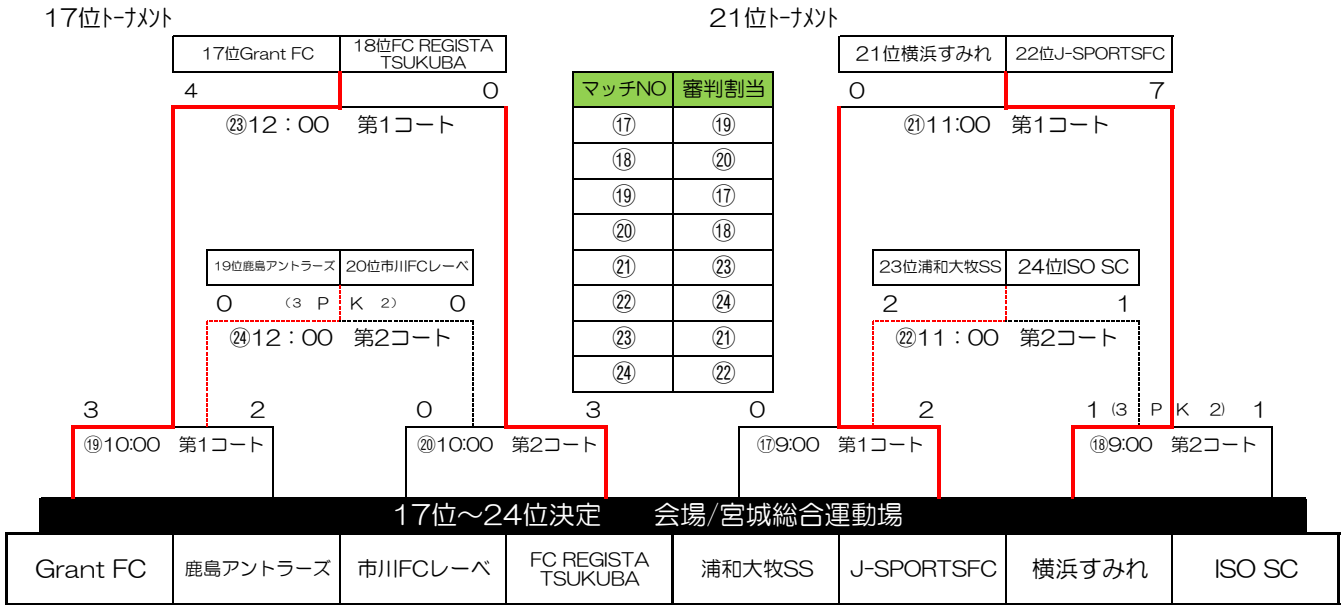 17位トーナメント
21位トーナメント
17位Grant FC
18位FC REGISTA
TSUKUBA
21位横浜すみれ
22位J-SPORTSFC
4
0
0
7
㉓12：00 第1コート
㉑11:00 第1コート
マッチNO 審判割当
⑰ ⑲
⑱ ⑳
⑲ ⑰
⑳ ⑱
㉑ ㉓
㉒ ㉔
㉓ ㉑
㉔ ㉒
19位鹿島アントラーズ
20位市川FCレーベ
23位浦和大牧SS
24位ISO SC
0 (3 P K 2) 0
2 1
㉔12：00 第2コート
㉒11：00 第2コート
3 2
0 3
0 2
1 (3 P K 2) 1
⑲10:00 第1コート
⑳10:00 第2コート
⑰9:00 第1コート
⑱9:00 第2コート
17位～24位決定 会場/宮城総合運動場
Grant FC
鹿島アントラーズ
市川FCレーベ
FC REGISTA
TSUKUBA
浦和大牧SS
J-SPORTSFC
横浜すみれ
ISO SC